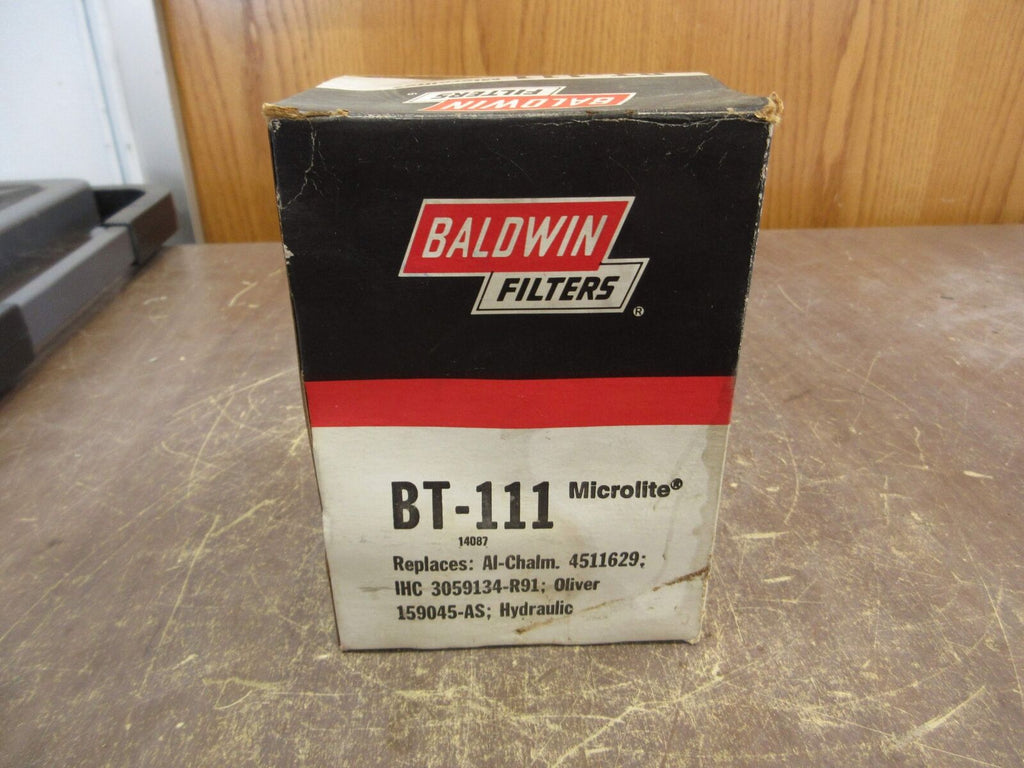 BALDWIN
FILTERS®
BALDWIN
FILTERS
®
BT-111 Microlite®
14087
Replaces: Al-Chalm. 4511629;
IHC 3059134-R91; Oliver
159045-AS; Hydraulic